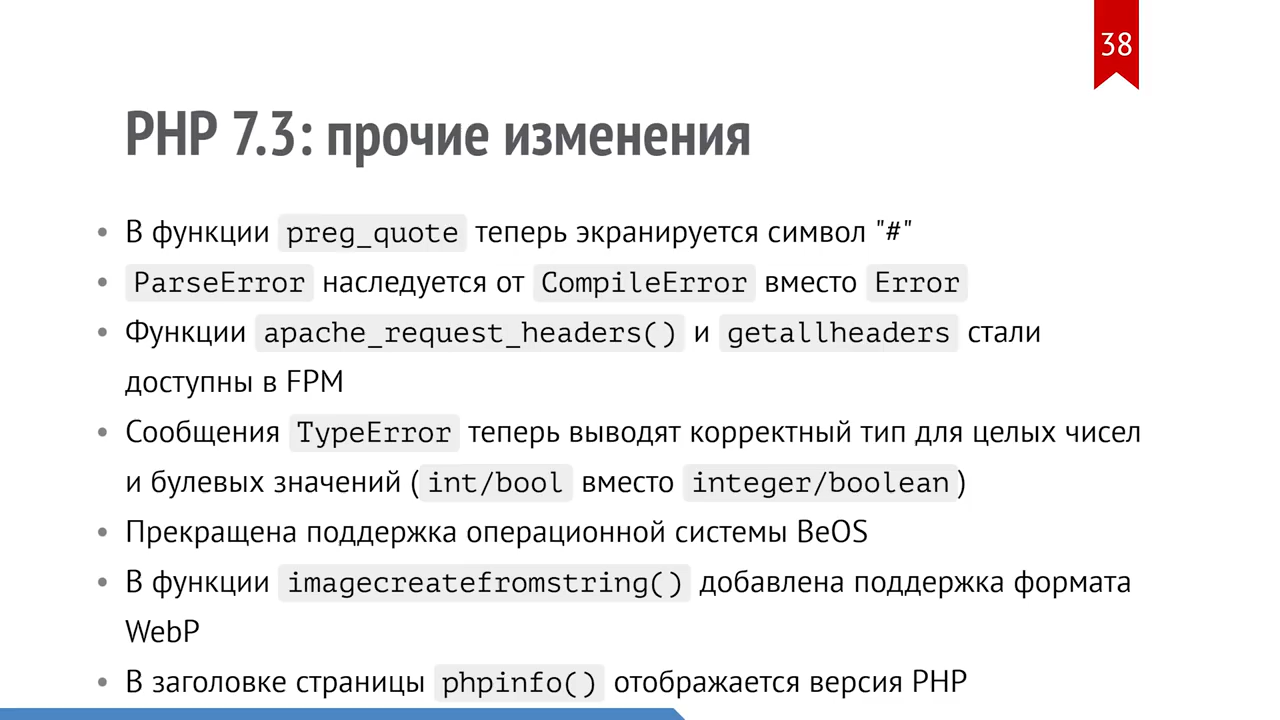 38
PHP 7.3: прочие изменения
• В функции preg_quote теперь экранируется символ "#"
• ParseError наследуется от CompileError вместо Error
• Функции apache_request_headers() и getallheaders стали
доступны в FPM
• Сообщения TypeError теперь выводят корректный тип для целых чисел
и булевых значений (int/bool вместо integer/boolean)
• Прекращена поддержка операционной системы BeOS
• В функции imagecreatefromstring() добавлена поддержка формата
WebP
• В заголовке страницы phpinfo() отображается версия PHP